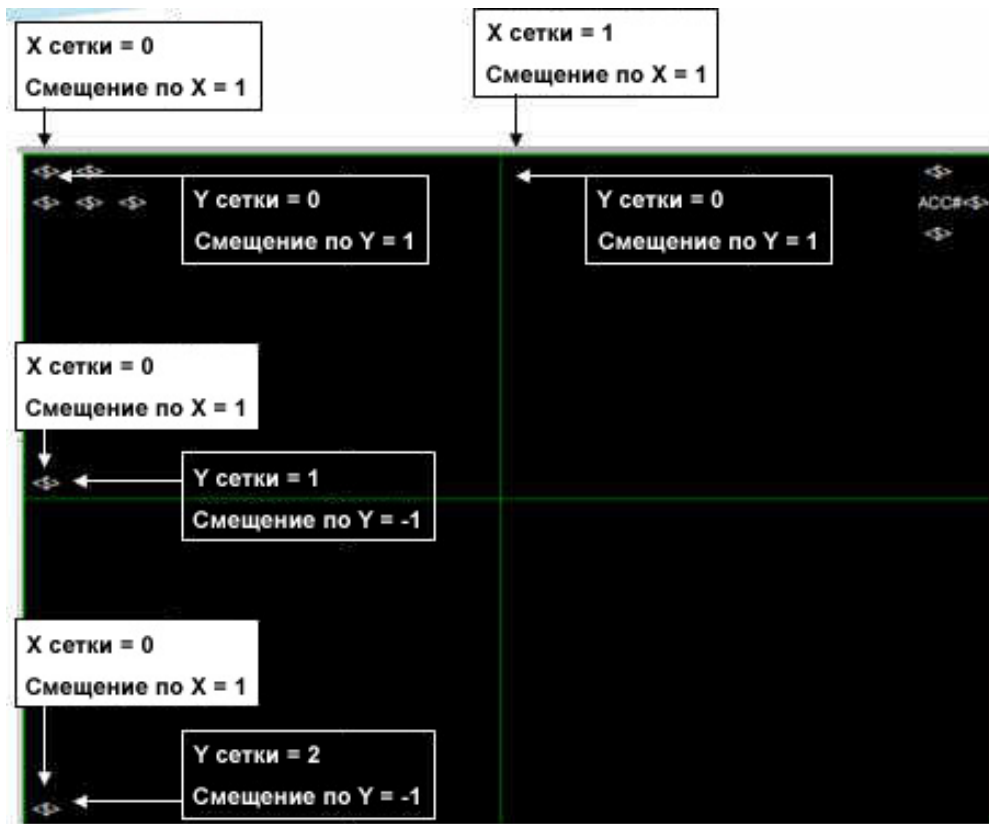 X сетки = 0
Смещение по X = 1
X сетки = 1
Смещение по X = 1
<$> <$>
<$> <$> <$>
Y сетки = 0
Смещение по Y = 1
Y сетки = 0
Смещение по Y = 1
<$>
ACC#<$>
<$>
X сетки = 0
Смещение по X = 1
<$>
Y сетки = 1
Смещение по Y = -1
X сетки = 0
Смещение по X = 1
<$>
Y сетки = 2
Смещение по Y = -1